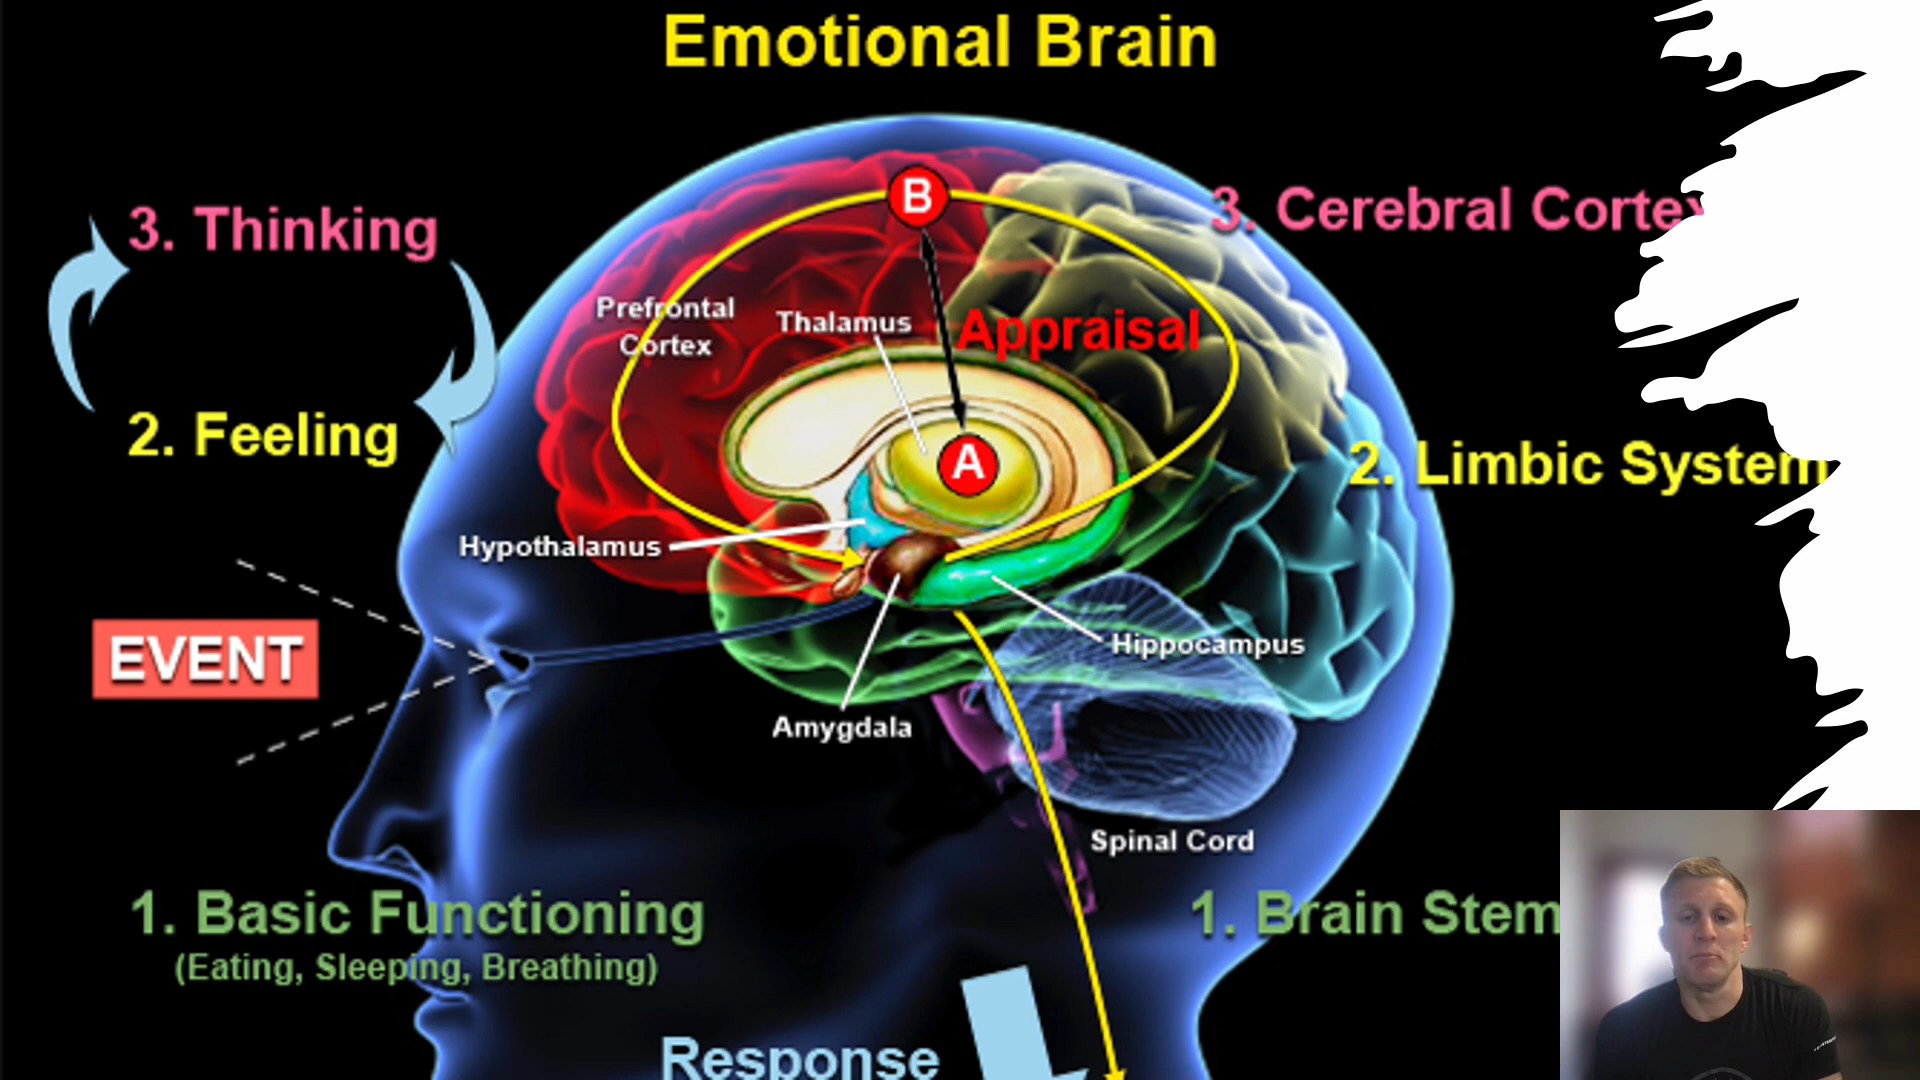 Emotional Brain
3. Thinking
3. Cerebral Cortex
B
Prefrontal
Cortex
Thalamus
Appraisal
2. Feeling
2. Limbic System
A
Hypothalamus
EVENT
Hippocampus
Amygdala
Spinal Cord
1. Basic Functioning
(Eating, Sleeping, Breathing)
1. Brain Stem
Response